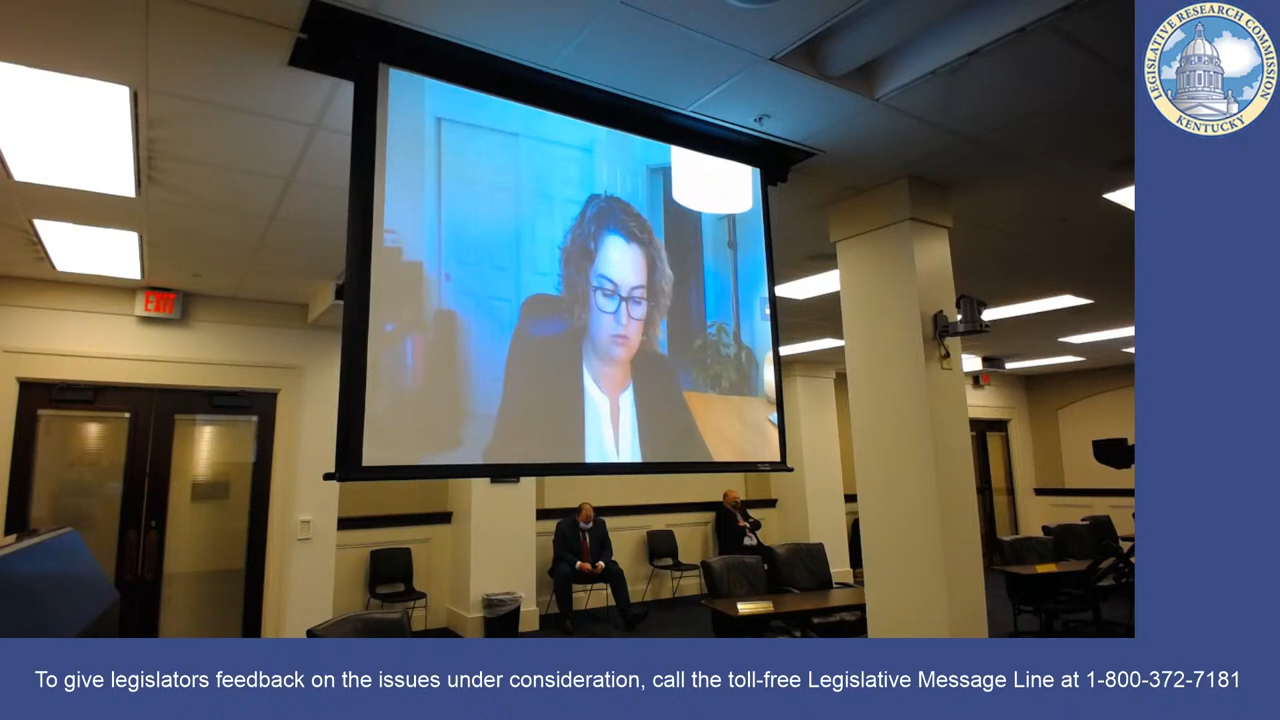 LEGISLATIVE RESEARCH COMMISSION
KENTUCKY
EXIT
To give legislators feedback on the issues under consideration, call the toll-free Legislative Message Line at 1-800-372-7181